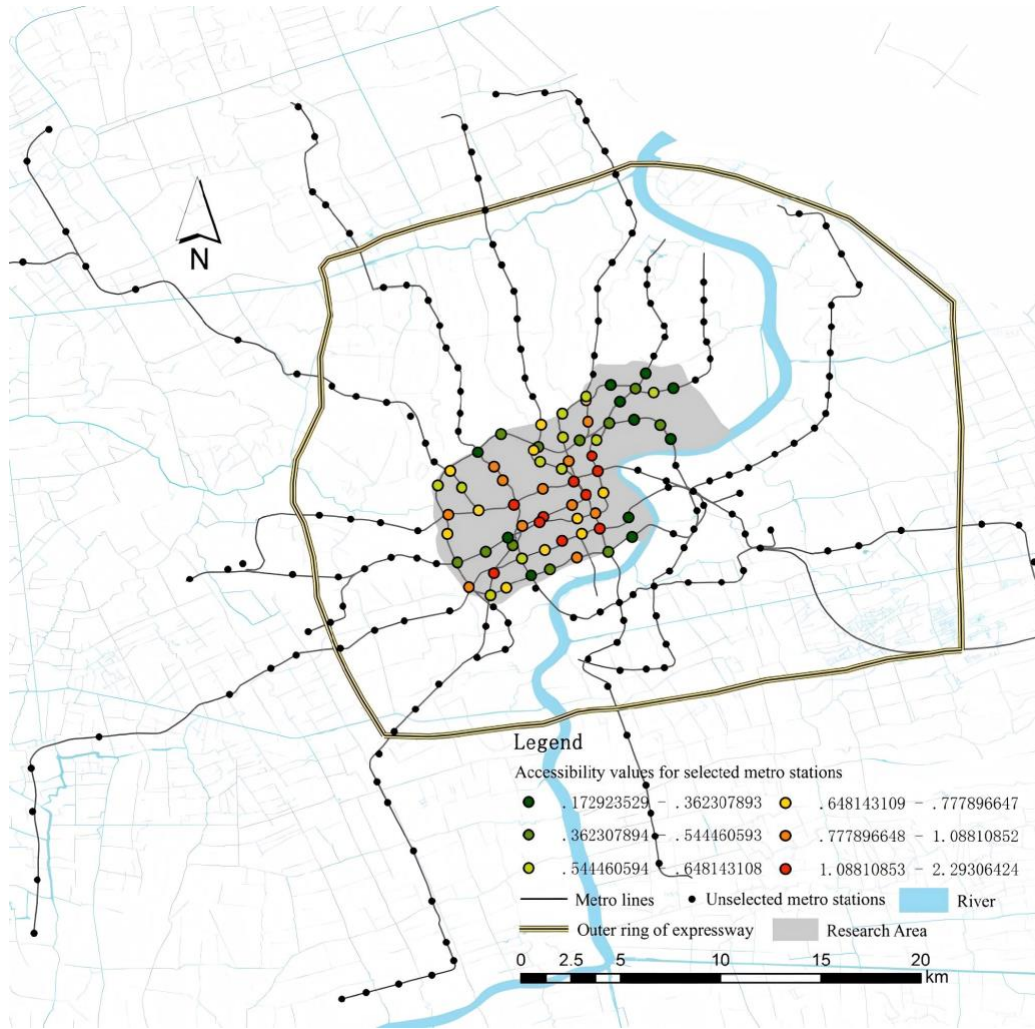 N
Legend
Accessibility values for selected metro stations
.172923529 - .362307893 .648143109 - .777896647
.362307894 - .544460593 .777896648 - 1.08810852
.544460594 - .648143108 1.08810853 - 2.29306424
Metro lines Unselected metro stations River
Outer ring of expressway Research Area
0 2.5 5 10 15 20
km